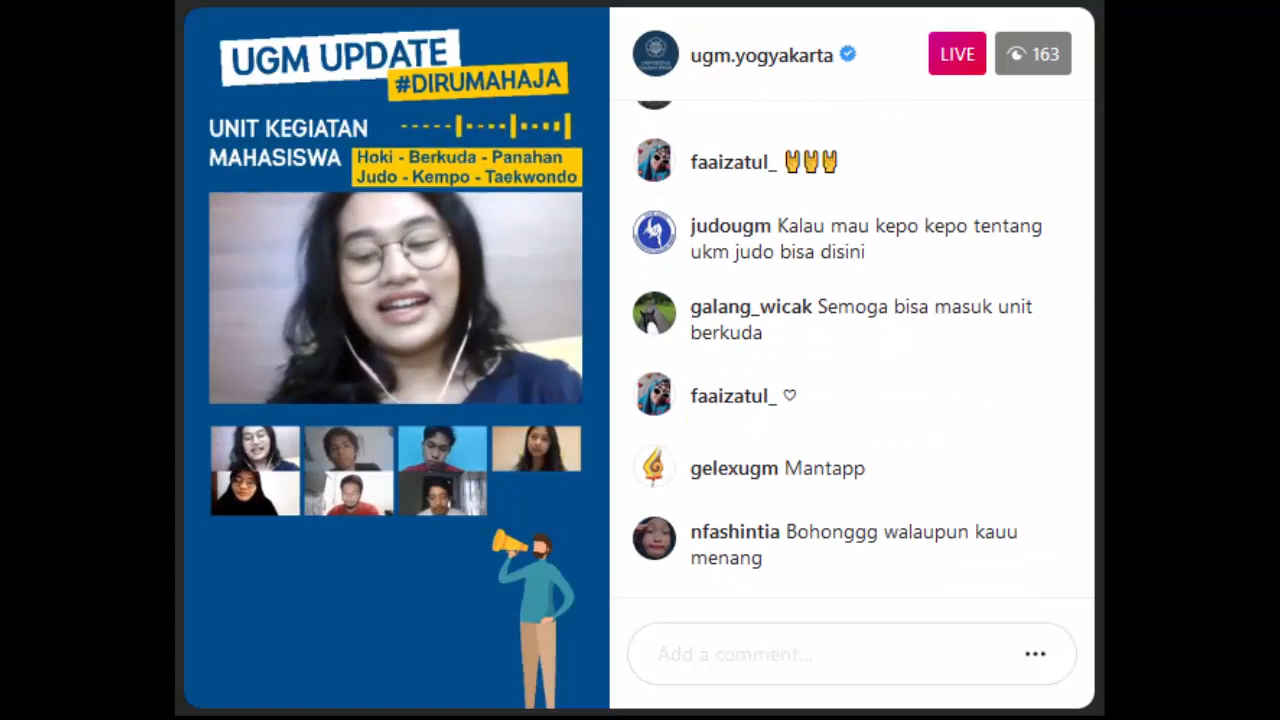 UGM UPDATE
#DIRUMAHAJA
UNIT KEGIATAN
MAHASISWA
Hoki - Berkuda - Panahan
Judo - Kempo - Taekwondo
ugm.yogyakarta
LIVE
163
faaizatul_ 🤘🤘🤘
judougm Kalau mau kepo kepo tentang
ukm judo bisa disini
galang_wicak Semoga bisa masuk unit
berkuda
faaizatul_ ♡
gelexugm Mantapp
nfashintia Bohonggg walaupun kauu
menang
Add a comment...